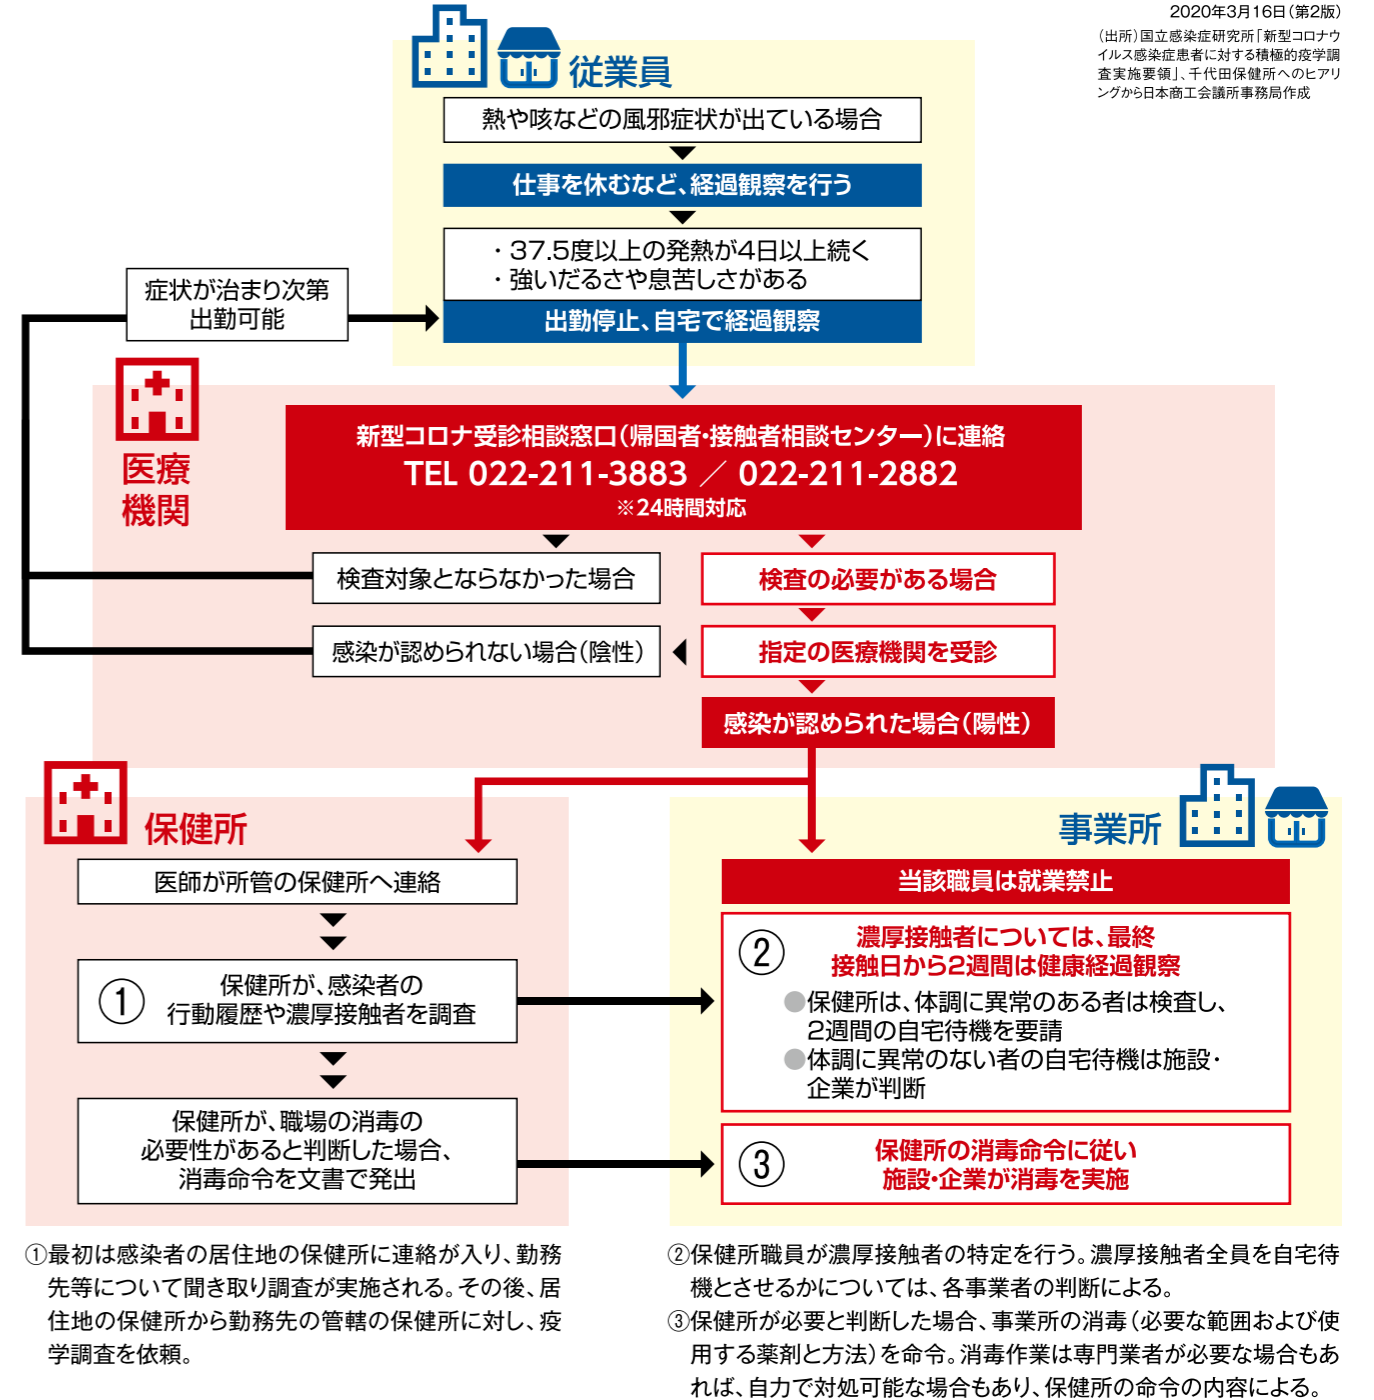 2020年3月16日（第2版）
（出所）国立感染症研究所「新型コロナウ
イルス感染症患者に対する積極的疫学調
査実施要領」、千代田保健所へのヒアリ
ングから日本商工会議所事務局作成
従業員
熱や咳などの風邪症状が出ている場合
仕事を休むなど、経過観察を行う
・37.5度以上の発熱が4日以上続く
・強いだるさや息苦しさがある
出勤停止、自宅で経過観察
症状が治まり次第
出勤可能
医療
機関
新型コロナ受診相談窓口（帰国者・接触者相談センター）に連絡
TEL 022-211-3883 ／ 022-211-2882
※24時間対応
検査対象とならなかった場合
検査の必要がある場合
感染が認められない場合（陰性）
指定の医療機関を受診
感染が認められた場合（陽性）
保健所
医師が所管の保健所へ連絡
①
保健所が、感染者の
行動履歴や濃厚接触者を調査
保健所が、職場の消毒の
必要性があると判断した場合、
消毒命令を文書で発出
事業所
当該職員は就業禁止
②
濃厚接触者については、最終
接触日から2週間は健康経過観察
●保健所は、体調に異常のある者は検査し、
2週間の自宅待機を要請
●体調に異常のない者の自宅待機は施設・
企業が判断
③
保健所の消毒命令に従い
施設・企業が消毒を実施
①最初は感染者の居住地の保健所に連絡が入り、勤務
先等について聞き取り調査が実施される。その後、居
住地の保健所から勤務先の管轄の保健所に対し、疫
学調査を依頼。
②保健所職員が濃厚接触者の特定を行う。濃厚接触者全員を自宅待
機とさせるかについては、各事業者の判断による。
③保健所が必要と判断した場合、事業所の消毒（必要な範囲および使
用する薬剤と方法）を命令。消毒作業は専門業者が必要な場合もあ
れば、自力で対処可能な場合もあり、保健所の命令の内容による。